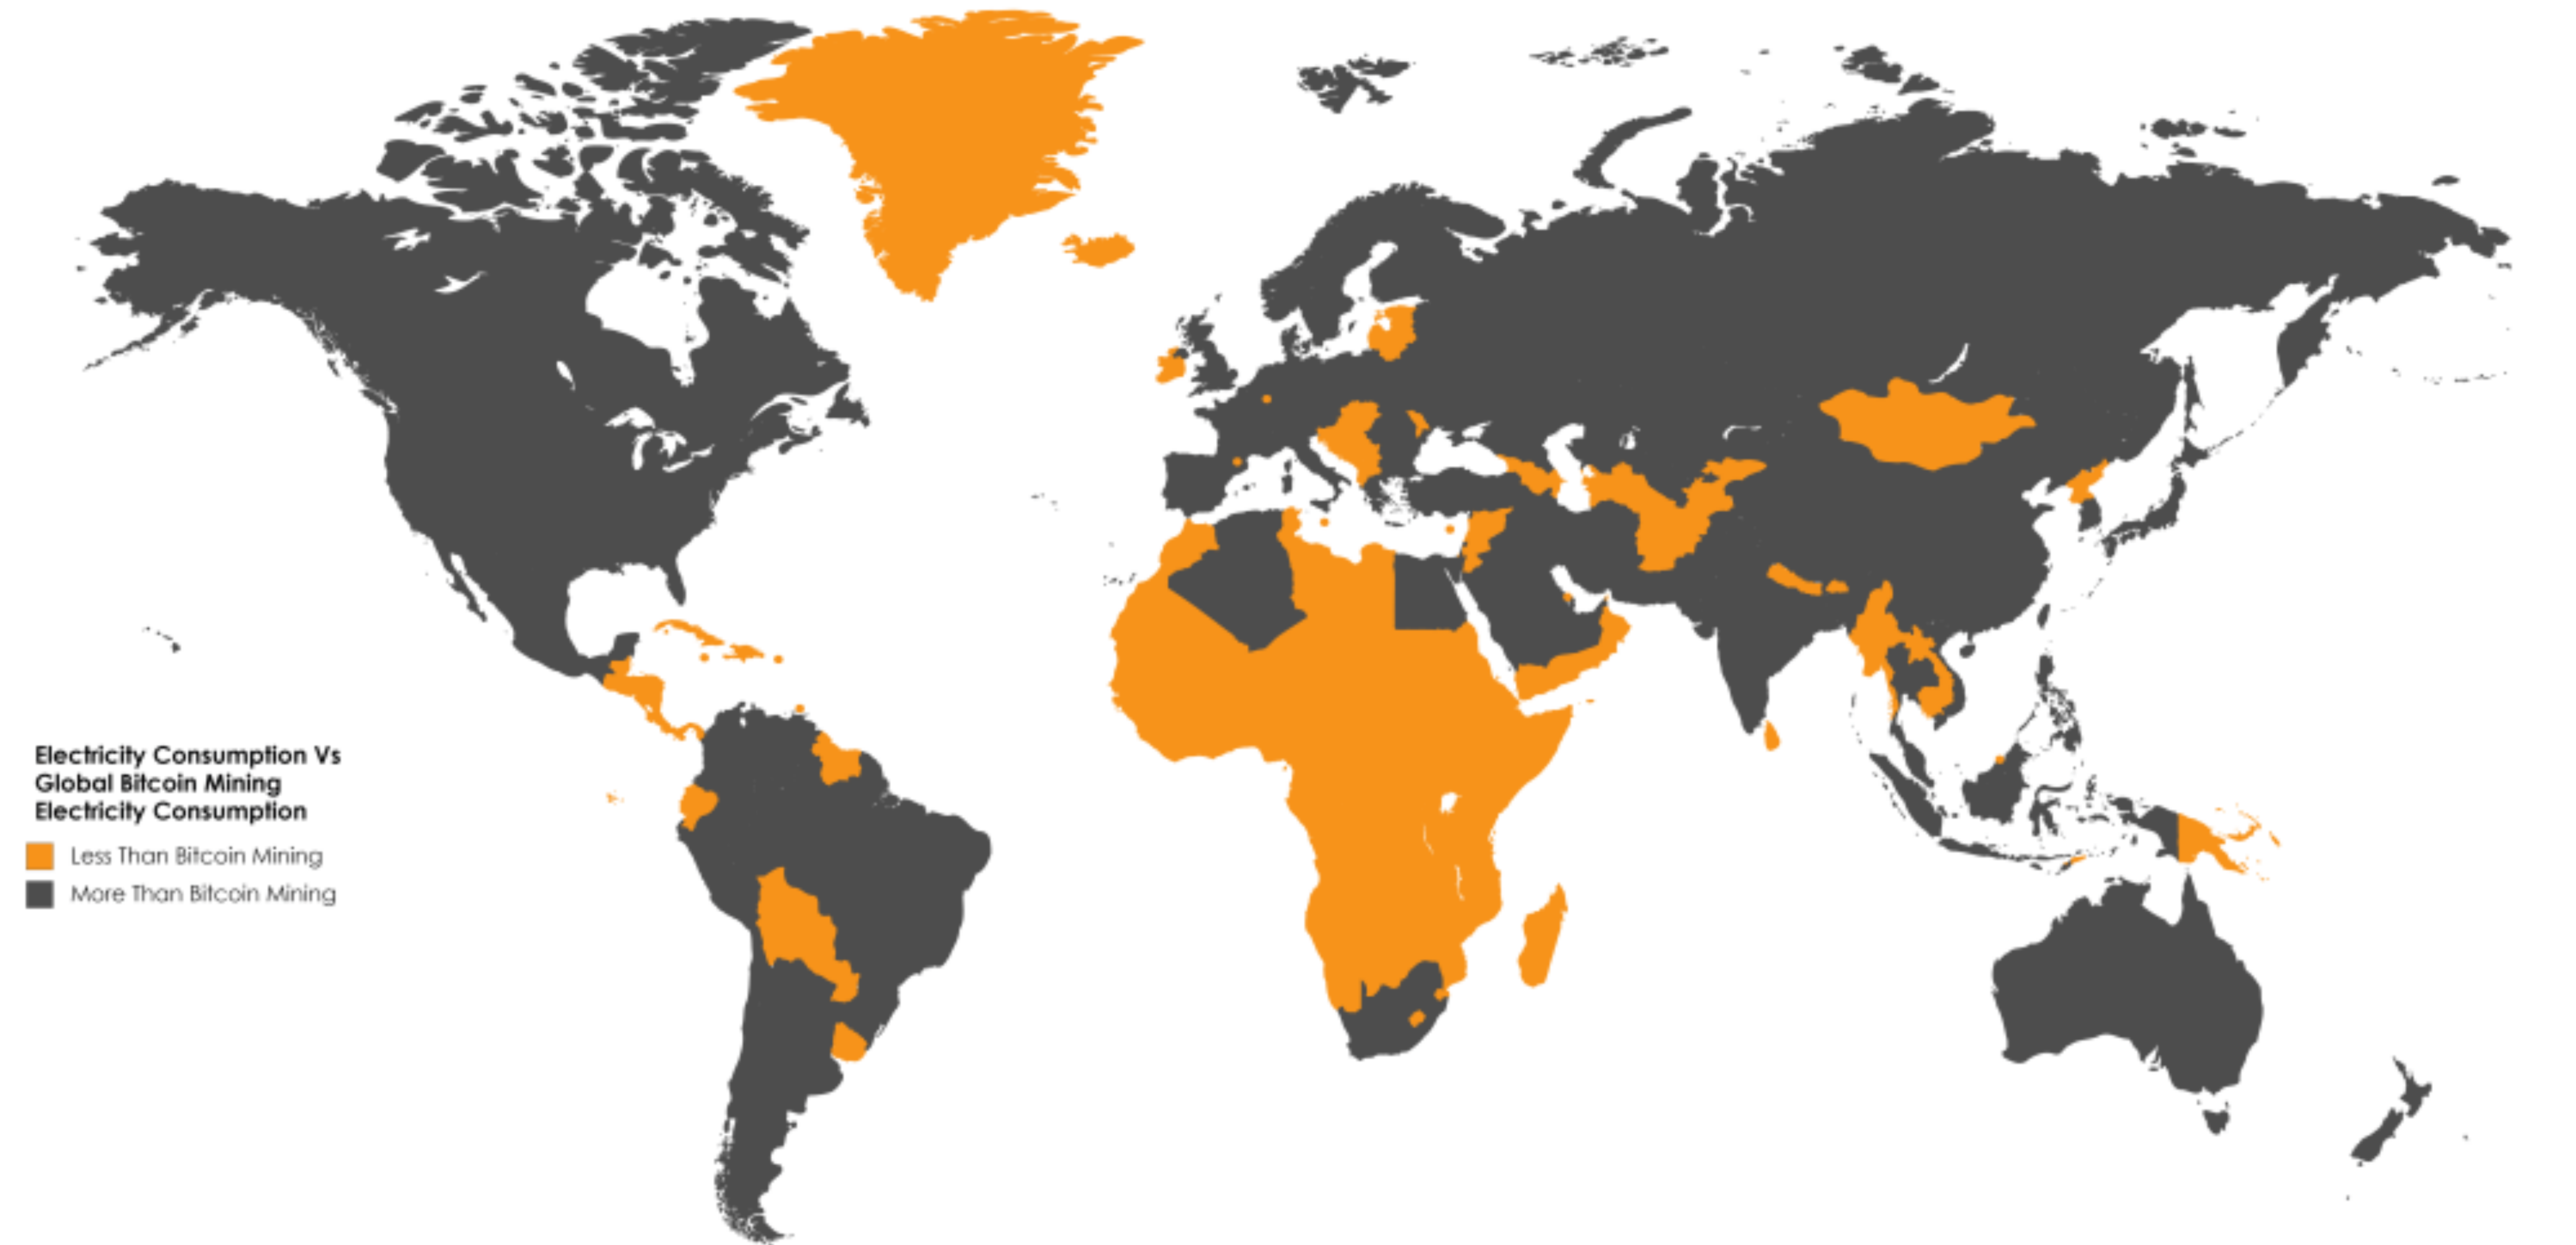 Electricity Consumption Vs
Global Bitcoin Mining
Electricity Consumption
Less Than Bitcoin Mining
More Than Bitcoin Mining